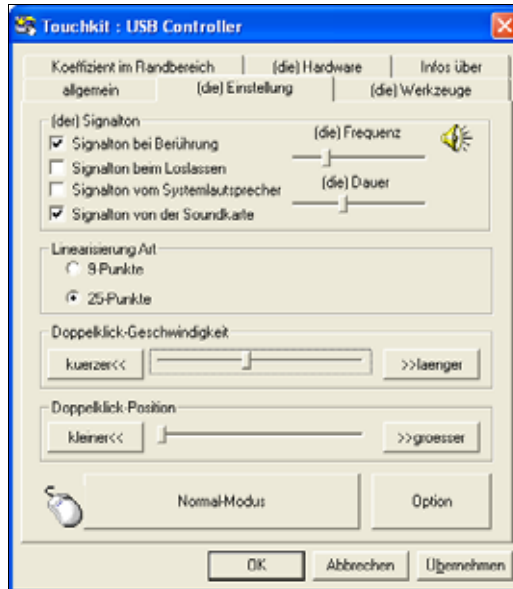 Touchkit : USB Controller
Koeffizient im Randbereich
(die) Hardware
Infos über
allgemein
(die) Einstellung
(die) Werkzeuge
(der) Signalton
Signalton bei Berührung
Signalton beim Loslassen
Signalton vom Systemlautsprecher
Signalton von der Soundkarte
(die) Frequenz
(die) Dauer
Linearisierung Art
9-Punkte
25-Punkte
Doppelklick-Geschwindigkeit
kuerzer<<
>>laenger
Doppelklick-Position
kleiner<<
>>groesser
Normal-Modus
Option
OK
Abbrechen
Übernehmen